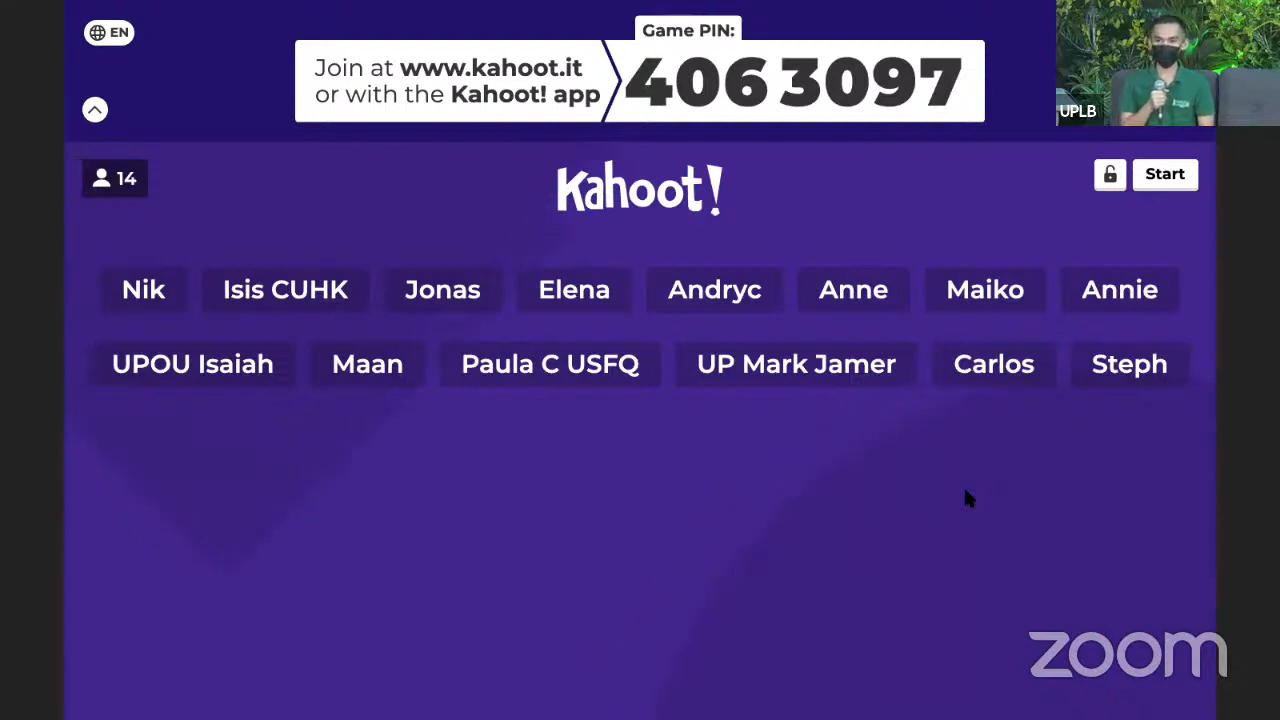 EN
Game PIN:
Join at www.kahoot.it
or with the Kahoot! app
406 3097
UPLB
14
Kahoot!
Start
Nik Isis CUHK Jonas Elena Andryc Anne Maiko Annie
UPOU Isaiah Maan Paula C USFQ UP Mark Jamer Carlos Steph
zoom